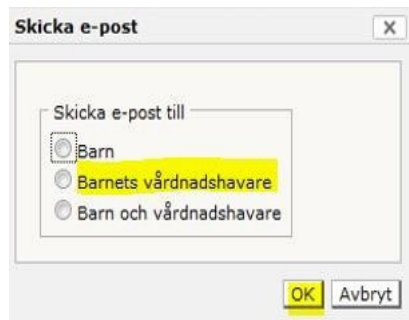 Skicka e-post
Skicka e-post till
Barn
Barnets vårdnadshavare
Barn och vårdnadshavare
OK Avbryt